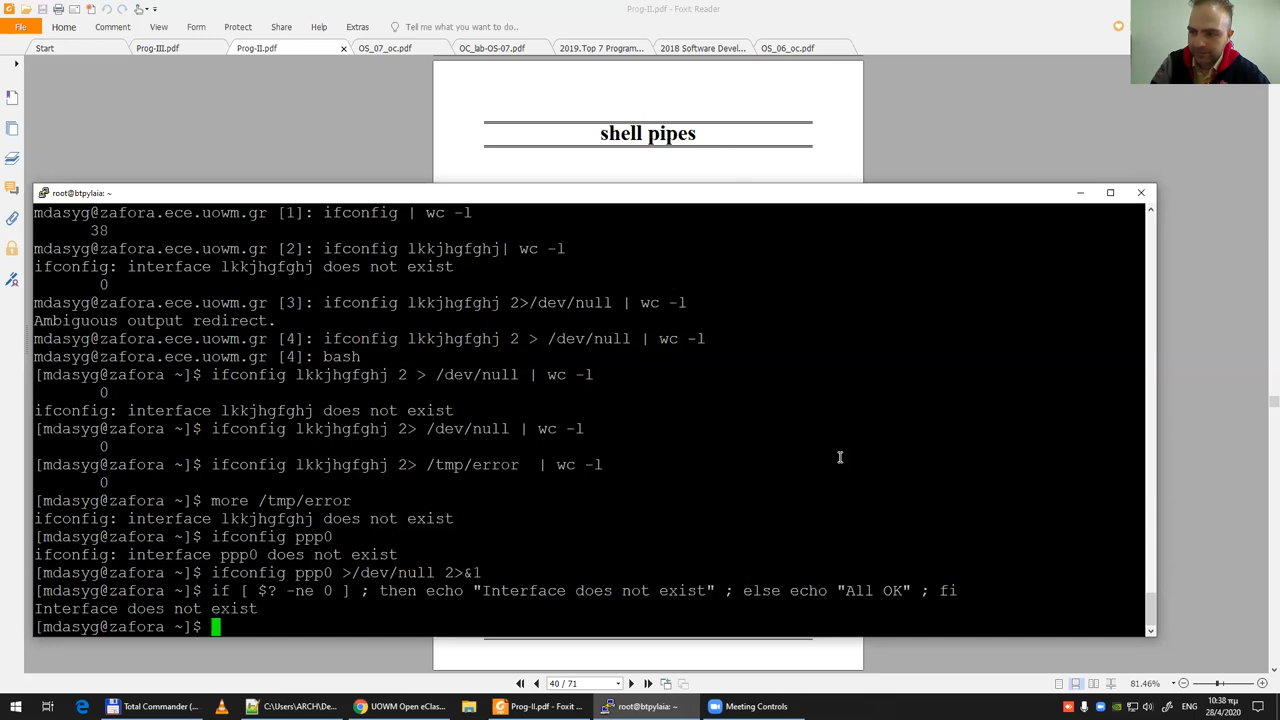 Prog-II.pdf - Foxit Reader
File Home Comment View Form Protect Share Help Extras Tell me what you want to do..
Start Prog-III.pdf Prog-II.pdf OS_07_oc.pdf OC_lab-OS-07.pdf 2019.Top 7 Program... 2018 Software Devel... OS_06_oc.pdf
shell pipes
root@btpylaia: ~
mdasyg@zafora.ece.uowm.gr [1]: ifconfig | wc -l
38
mdasyg@zafora.ece.uowm.gr [2]: ifconfig lkkjhgfghj| wc -l
ifconfig: interface lkkjhgfghj does not exist
0
mdasyg@zafora.ece.uowm.gr [3]: ifconfig lkkjhgfghj 2>/dev/null | wc -l
Ambiguous output redirect.
mdasyg@zafora.ece.uowm.gr [4]: ifconfig lkkjhgfghj 2 > /dev/null | wc -l
mdasyg@zafora.ece.uowm.gr [4]: bash
[mdasyg@zafora ~]$ ifconfig lkkjhgfghj 2 > /dev/null | wc -l
0
ifconfig: interface lkkjhgfghj does not exist
[mdasyg@zafora ~]$ ifconfig lkkjhgfghj 2> /dev/null | wc -l
0
[mdasyg@zafora ~]$ ifconfig lkkjhgfghj 2> /tmp/error  | wc -l
0
[mdasyg@zafora ~]$ more /tmp/error
ifconfig: interface lkkjhgfghj does not exist
[mdasyg@zafora ~]$ ifconfig ppp0
ifconfig: interface ppp0 does not exist
[mdasyg@zafora ~]$ ifconfig ppp0 >/dev/null 2>&1
[mdasyg@zafora ~]$ if [ $? -ne 0 ] ; then echo "Interface does not exist" ; else echo "All OK" ; fi
Interface does not exist
[mdasyg@zafora ~]$
40 / 71 81.46%
Total Commander (... C:\Users\ARCH\De... UOWM Open eClas... Prog-II.pdf - Foxit ... root@btpylaia: ~ Meeting Controls 10:38 πμ
28/4/2020